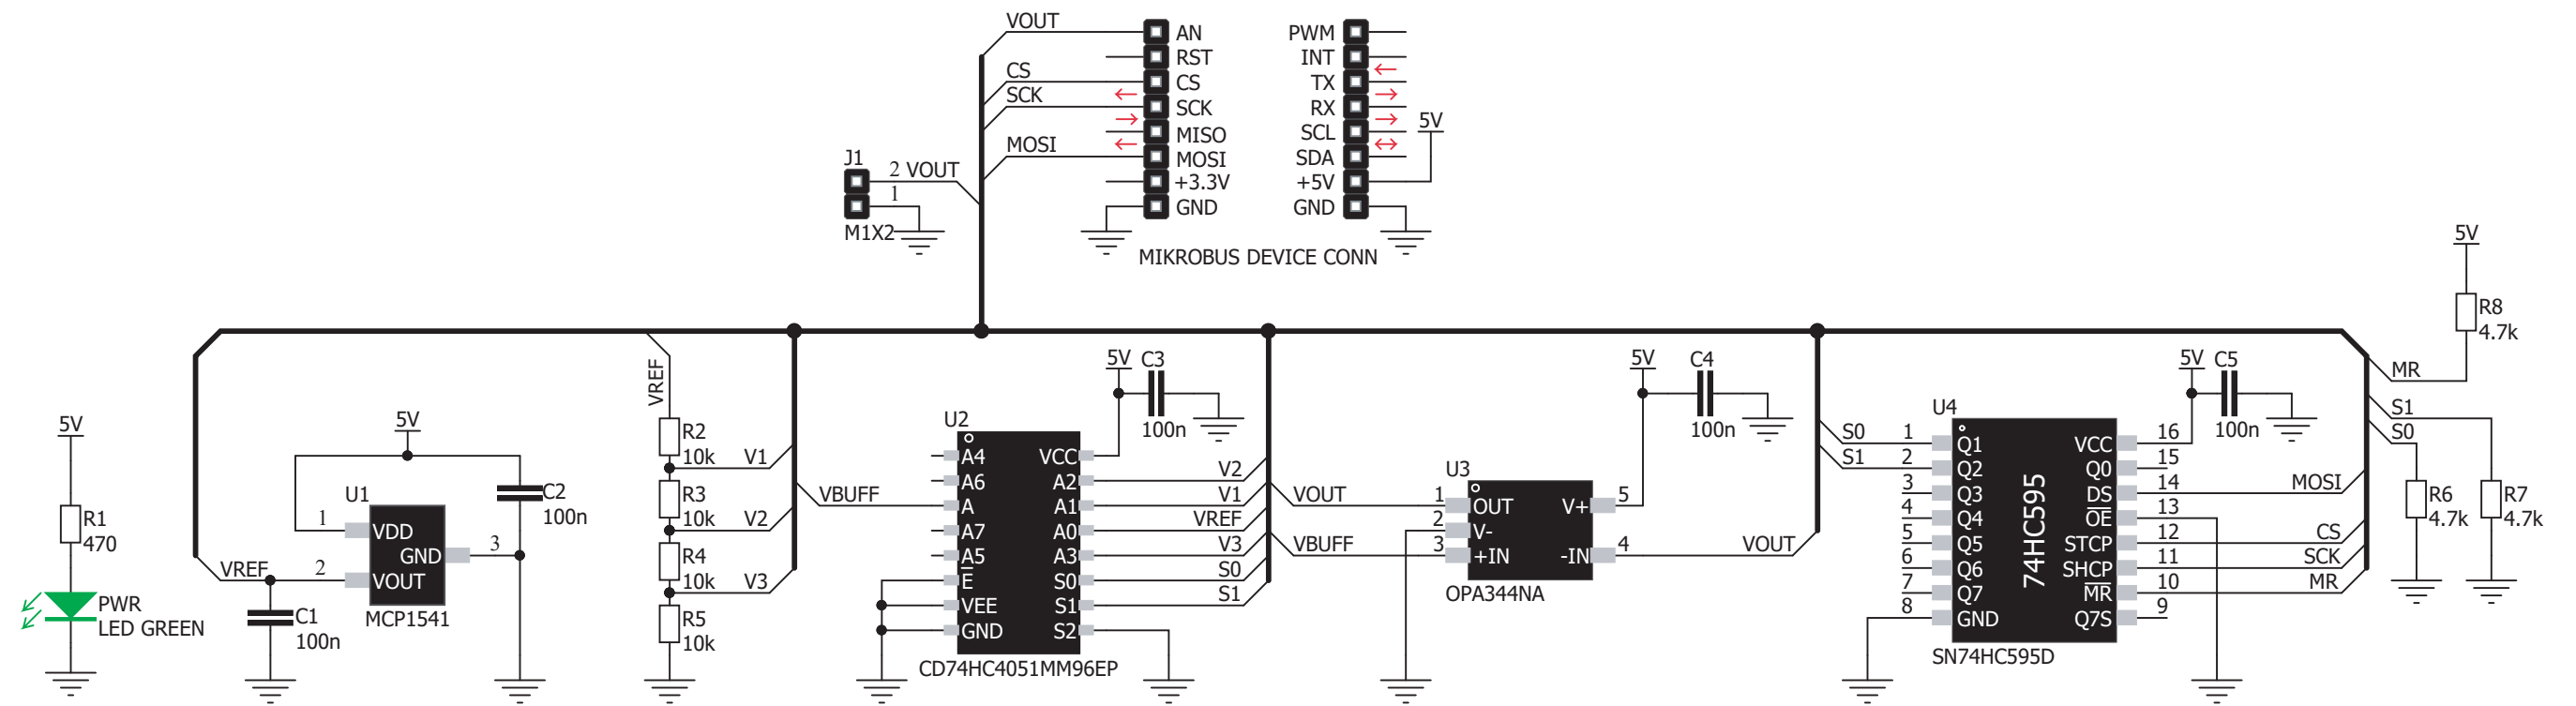 VOUT
CS
SCK
MOSI
AN
RST
CS
SCK
MISO
MOSI
+3.3V
GND
PWM
INT
TX
RX
SCL
SDA
+5V
GND
5V
MIKROBUS DEVICE CONN
J1
2 VOUT
1
M1X2
5V
R1
470
PWR
LED GREEN
VREF
C1
100n
5V
U1
1
2
3
VDD
GND
VOUT
MCP1541
C2
100n
VREF
R2
10k
R3
10k
R4
10k
R5
10k
V1
V2
V3
VBUFF
U2
A4
A6
A
A7
A5
E
VEE
GND
VCC
A2
A1
A0
A3
S0
S1
S2
CD74HC4051MM96EP
5V
C3
100n
V2
V1
VREF
V3
S0
S1
VOUT
VBUFF
U3
1
2
3
OUT
V-
+IN
V+
-IN
5
4
OPA344NA
5V
C4
100n
VOUT
S0
S1
U4
1
2
3
4
5
6
7
8
Q1
Q2
Q3
Q4
Q5
Q6
Q7
GND
74HC595
VCC
Q0
DS
OE
STCP
SHCP
MR
Q7S
16
15
14
13
12
11
10
9
SN74HC595D
5V
C5
100n
MOSI
CS
SCK
MR
5V
R8
4.7k
MR
S1
S0
R6
4.7k
R7
4.7k